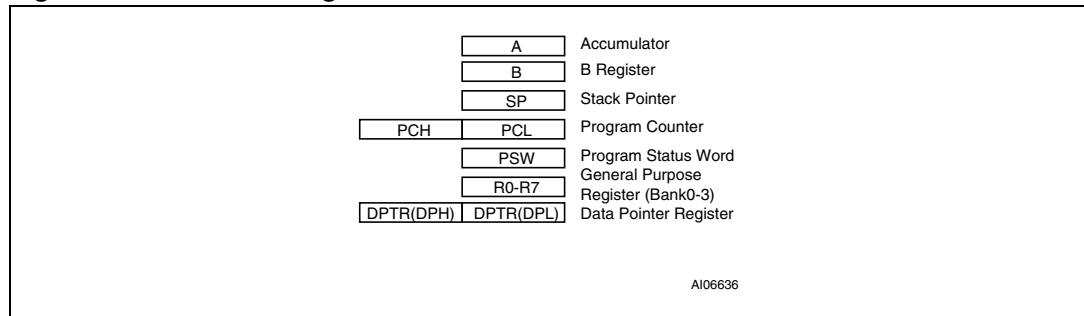 A Accumulator
B B Register
SP Stack Pointer
PCH PCL Program Counter
PSW Program Status Word
R0-R7 General Purpose
Register (Bank0-3)
DPTR(DPH) DPTR(DPL) Data Pointer Register
AI06636